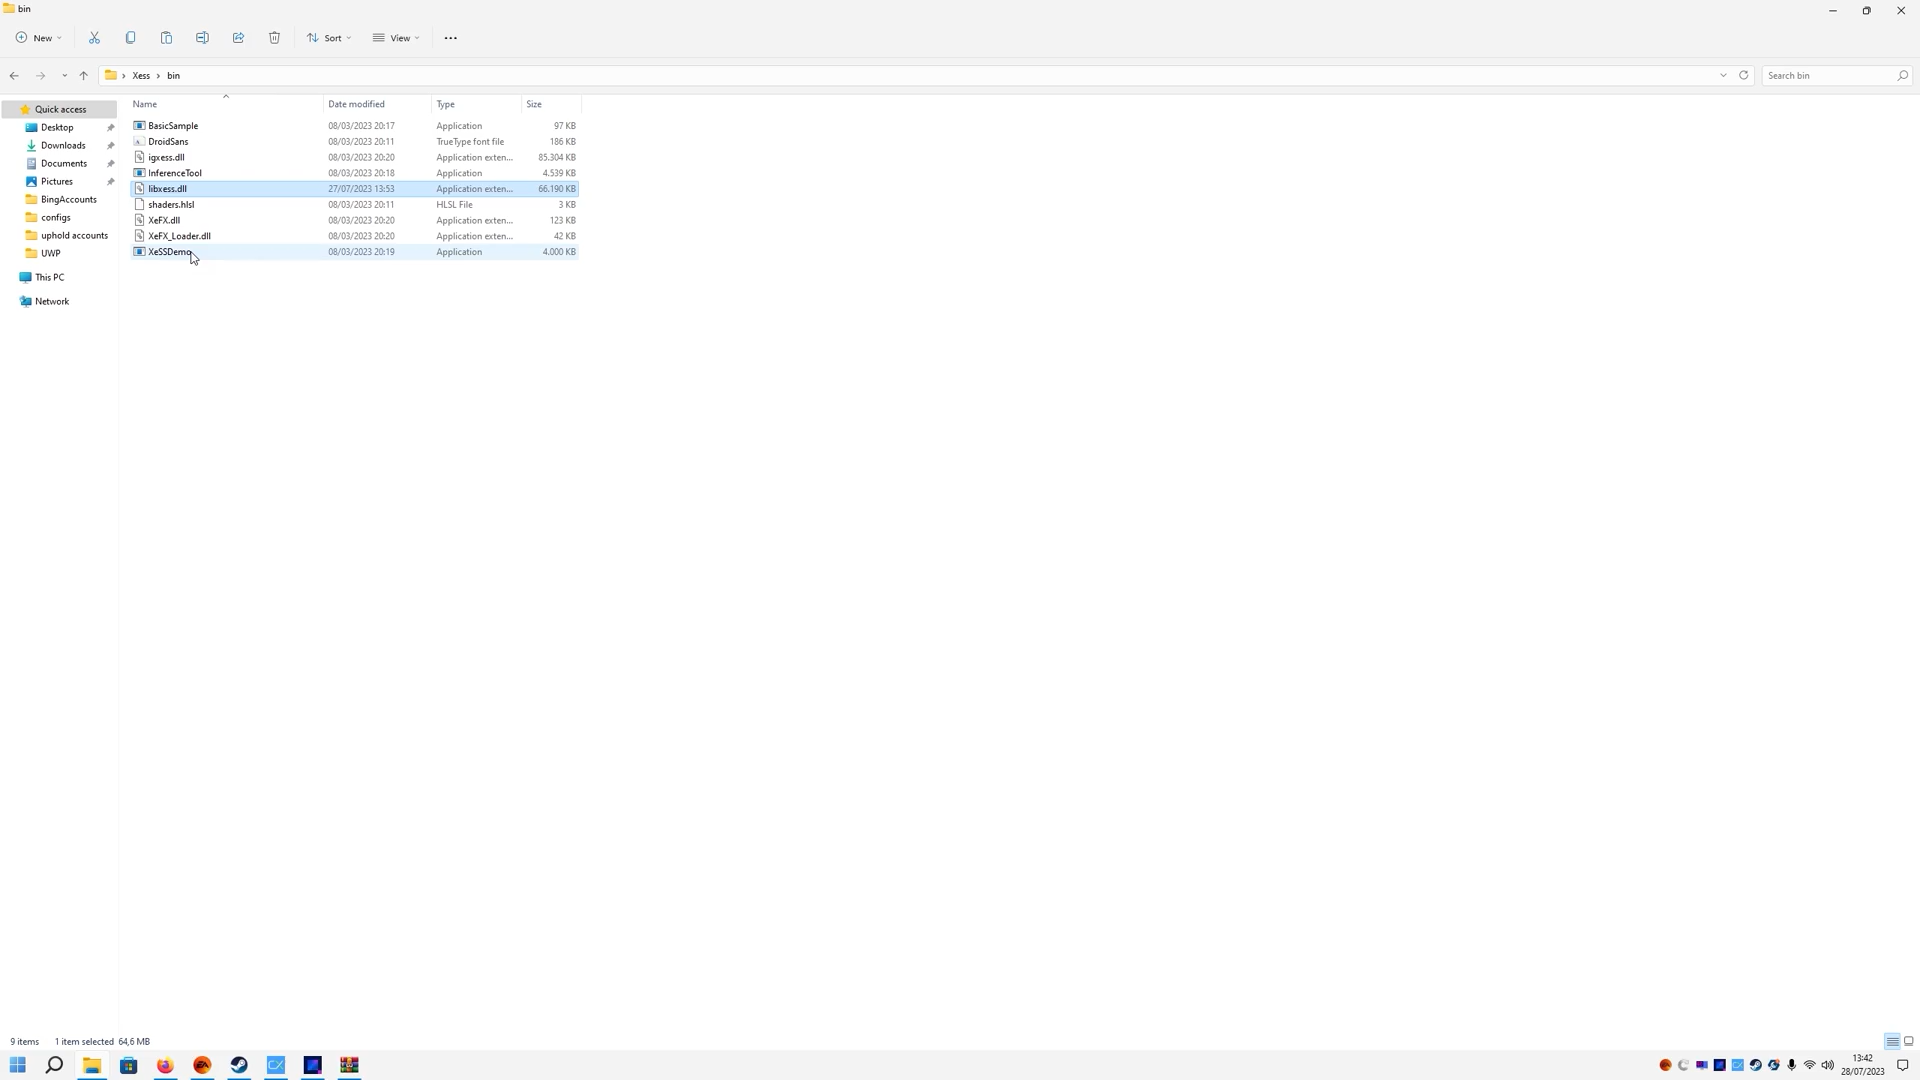 bin
New
Sort
View
Xess > bin
Search bin
Quick access
Desktop
Downloads
Documents
Pictures
BingAccounts
configs
uphold accounts
UWP
This PC
Network
Name Date modified Type Size
BasicSample 08/03/2023 20:17 Application 97 KB
DroidSans 08/03/2023 20:11 TrueType font file 186 KB
igxess.dll 08/03/2023 20:20 Application exten... 85.304 KB
InferenceTool 08/03/2023 20:18 Application 4.539 KB
libxess.dll 27/07/2023 13:53 Application exten... 66.190 KB
shaders.hlsl 08/03/2023 20:11 HLSL File 3 KB
XeFX.dll 08/03/2023 20:20 Application exten... 123 KB
XeFX_Loader.dll 08/03/2023 20:20 Application exten... 42 KB
XeSSDemo 08/03/2023 20:19 Application 4.000 KB
9 items 1 item selected 64,6 MB
13:42
28/07/2023